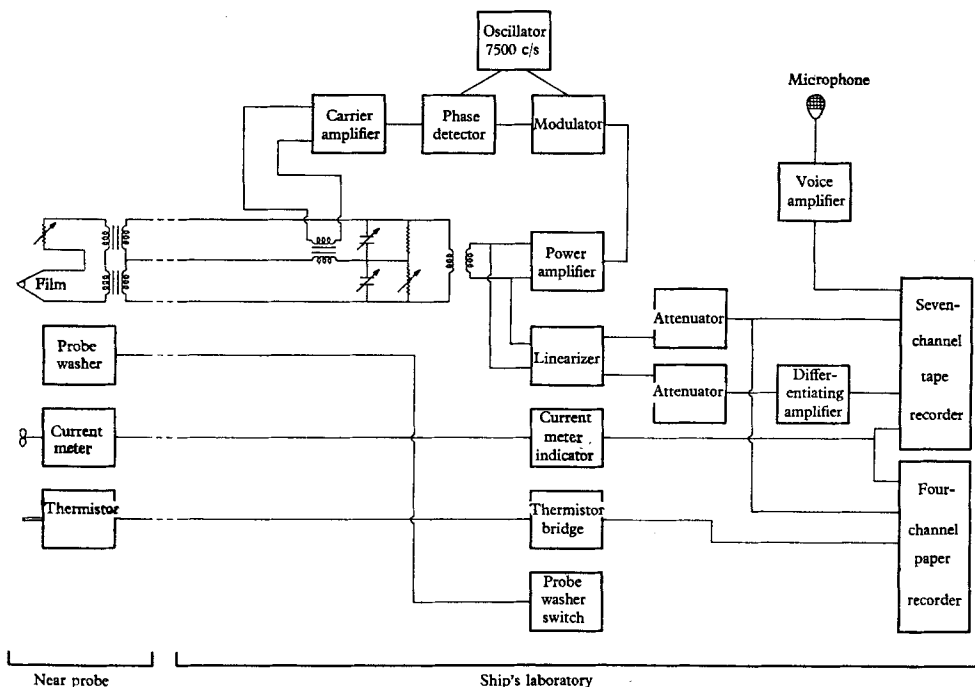 Oscillator
7500 c/s
Microphone
Carrier
amplifier
Phase
detector
Modulator
Voice
amplifier
Film
Power
amplifier
Probe
washer
Linearizer
Attenuator
Attenuator
Differ-
entiating
amplifier
Seven-
channel
tape
recorder
Current
meter
Current
meter
indicator
Thermistor
Thermistor
bridge
Four-
channel
paper
recorder
Probe
washer
switch
Near probe
Ship's laboratory